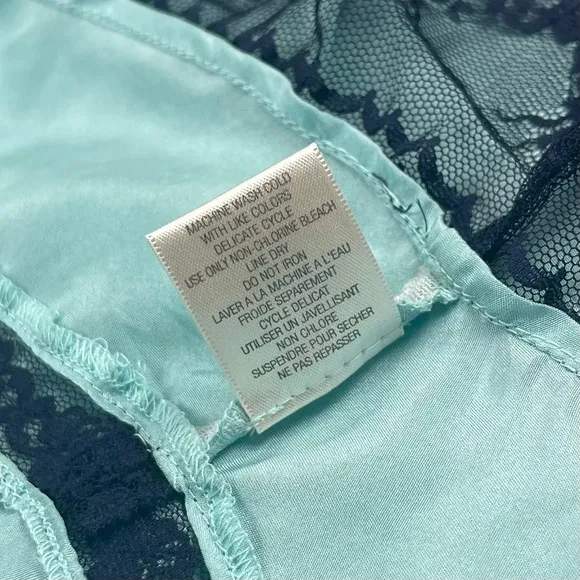 MACHINE WASH COLD
WITH LIKE COLORS
DELICATE CYCLE
USE ONLY NON-CHLORINE BLEACH
LINE DRY
DO NOT IRON
LAVER A LA MACHINE A L'EAU
FROIDE SEPAREMENT
CYCLE DELICAT
UTILISER UN JAVELLISANT
NON CHLORE
SUSPENDRE POUR SECHER
NE PAS REPASSER